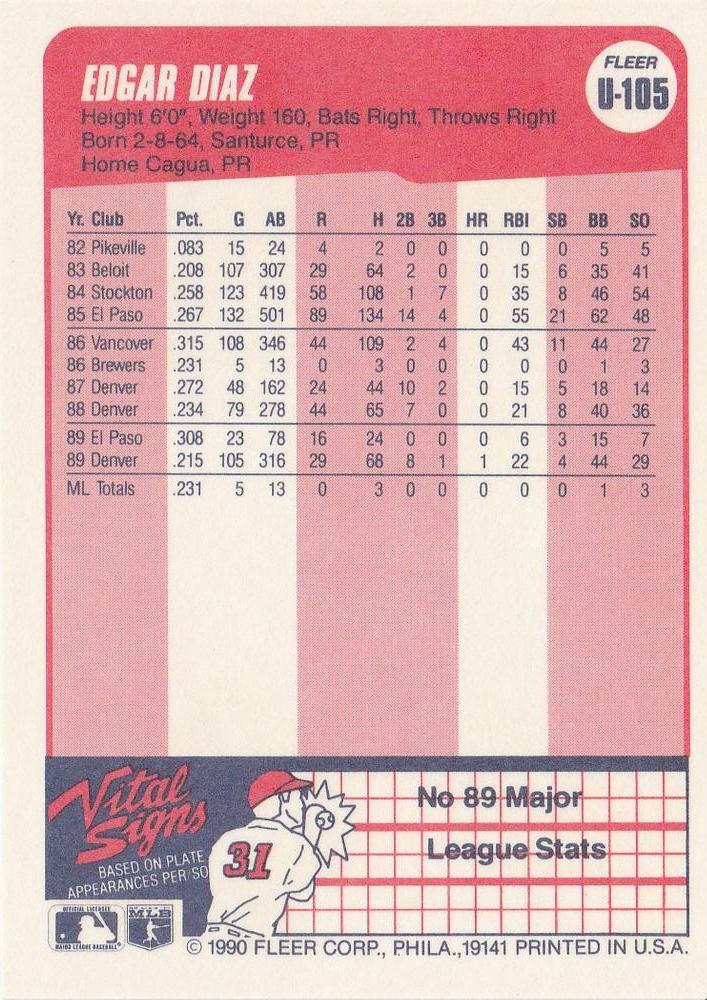 EDGAR DIAZ
FLEER
U-105
Height 6'0", Weight 160, Bats Right, Throws Right
Born 2-8-64, Santurce, PR
Home Cagua, PR
Yr. Club Pct. G AB R H 2B 3B HR RBI SB BB SO
82 Pikeville .083 15 24 4 2 0 0 0 0 0 5 5
83 Beloit .208 107 307 29 64 2 0 0 15 6 35 41
84 Stockton .258 123 419 58 108 1 7 0 35 8 46 54
85 El Paso .267 132 501 89 134 14 4 0 55 21 62 48
86 Vancover .315 108 346 44 109 2 4 0 43 11 44 27
86 Brewers .231 5 13 0 3 0 0 0 0 0 1 3
87 Denver .272 48 162 24 44 10 2 0 15 5 18 14
88 Denver .234 79 278 44 65 7 0 0 21 8 40 36
89 El Paso .308 23 78 16 24 0 0 0 6 3 15 7
89 Denver .215 105 316 29 68 8 1 1 22 4 44 29
ML Totals .231 5 13 0 3 0 0 0 0 0 1 3
Vital
Signs
BASED ON PLATE
APPEARANCES PER/SO
31
No 89 Major
League Stats
OFFICIAL LICENSEE
MAJOR LEAGUE BASEBALL
MLB
© 1990 FLEER CORP., PHILA.,19141 PRINTED IN U.S.A.